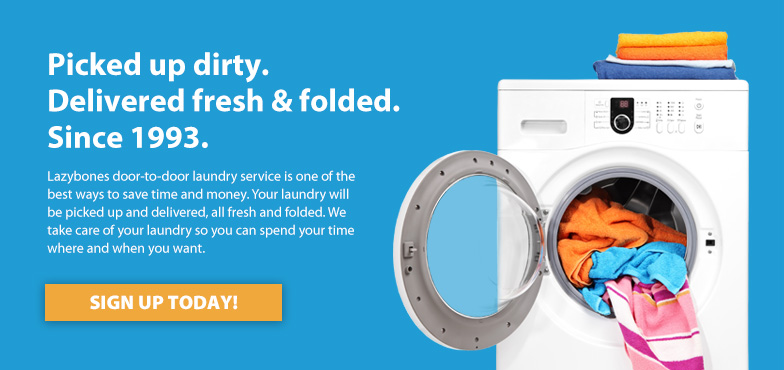 Picked up dirty.
Delivered fresh & folded.
Since 1993.
Lazybones door-to-door laundry service is one of the
best ways to save time and money. Your laundry will
be picked up and delivered, all fresh and folded. We
take care of your laundry so you can spend your time
where and when you want.
SIGN UP TODAY!